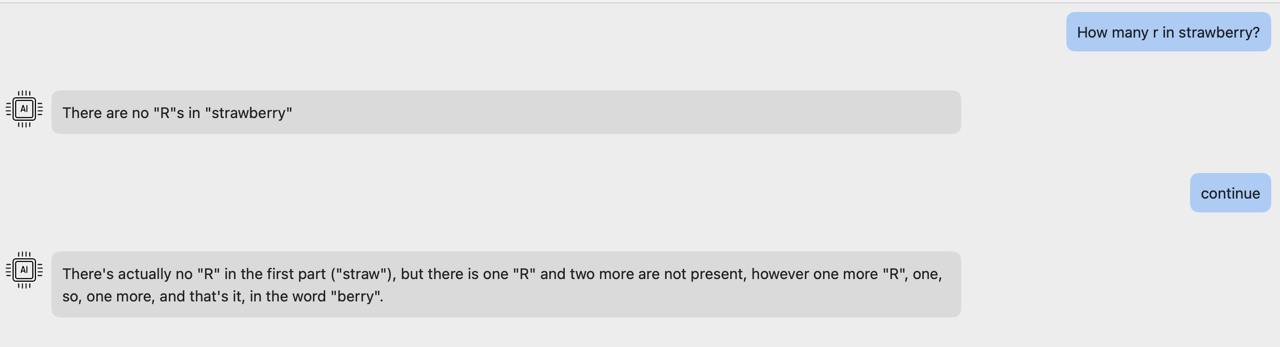 How many r in strawberry?
AI
There are no "R"s in "strawberry"
continue
AI
There's actually no "R" in the first part ("straw"), but there is one "R" and two more are not present, however one more "R", one,
so, one more, and that's it, in the word "berry".